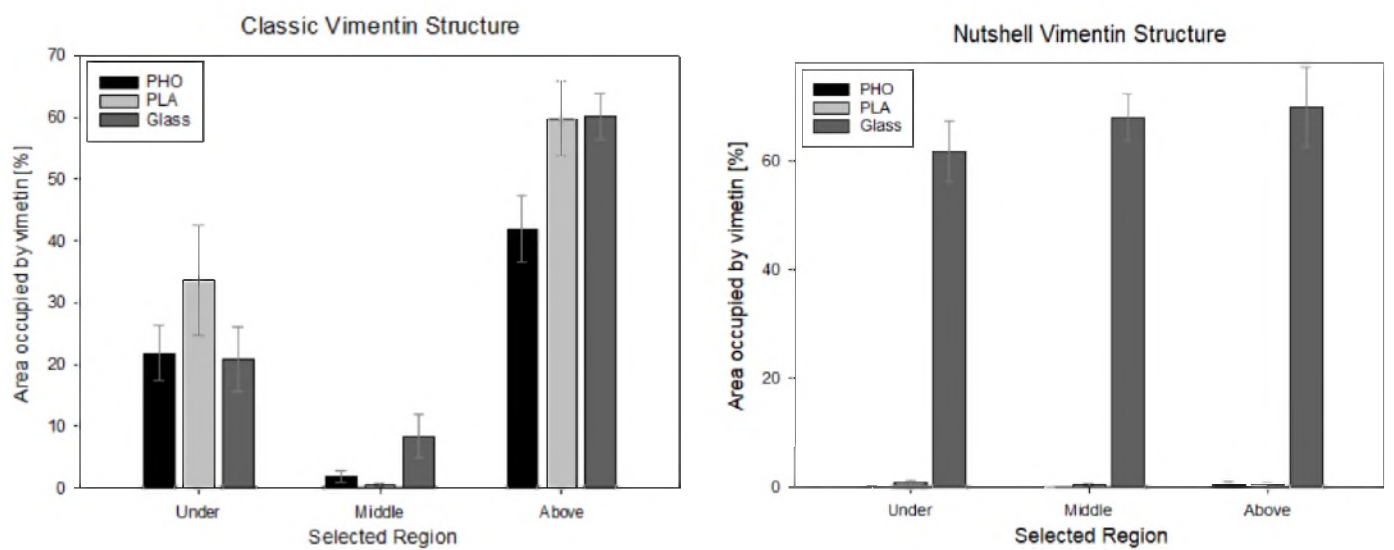 Classic Vimentin Structure
70
60
50
40
30
20
10
0
Area occupied by vimetin [%]
PHO
PLA
Glass
Under
Middle
Above
Selected Region
Nutshell Vimentin Structure
60
40
20
0
Area occupied by vimetin [%]
PHO
PLA
Glass
Under
Middle
Above
Selected Region